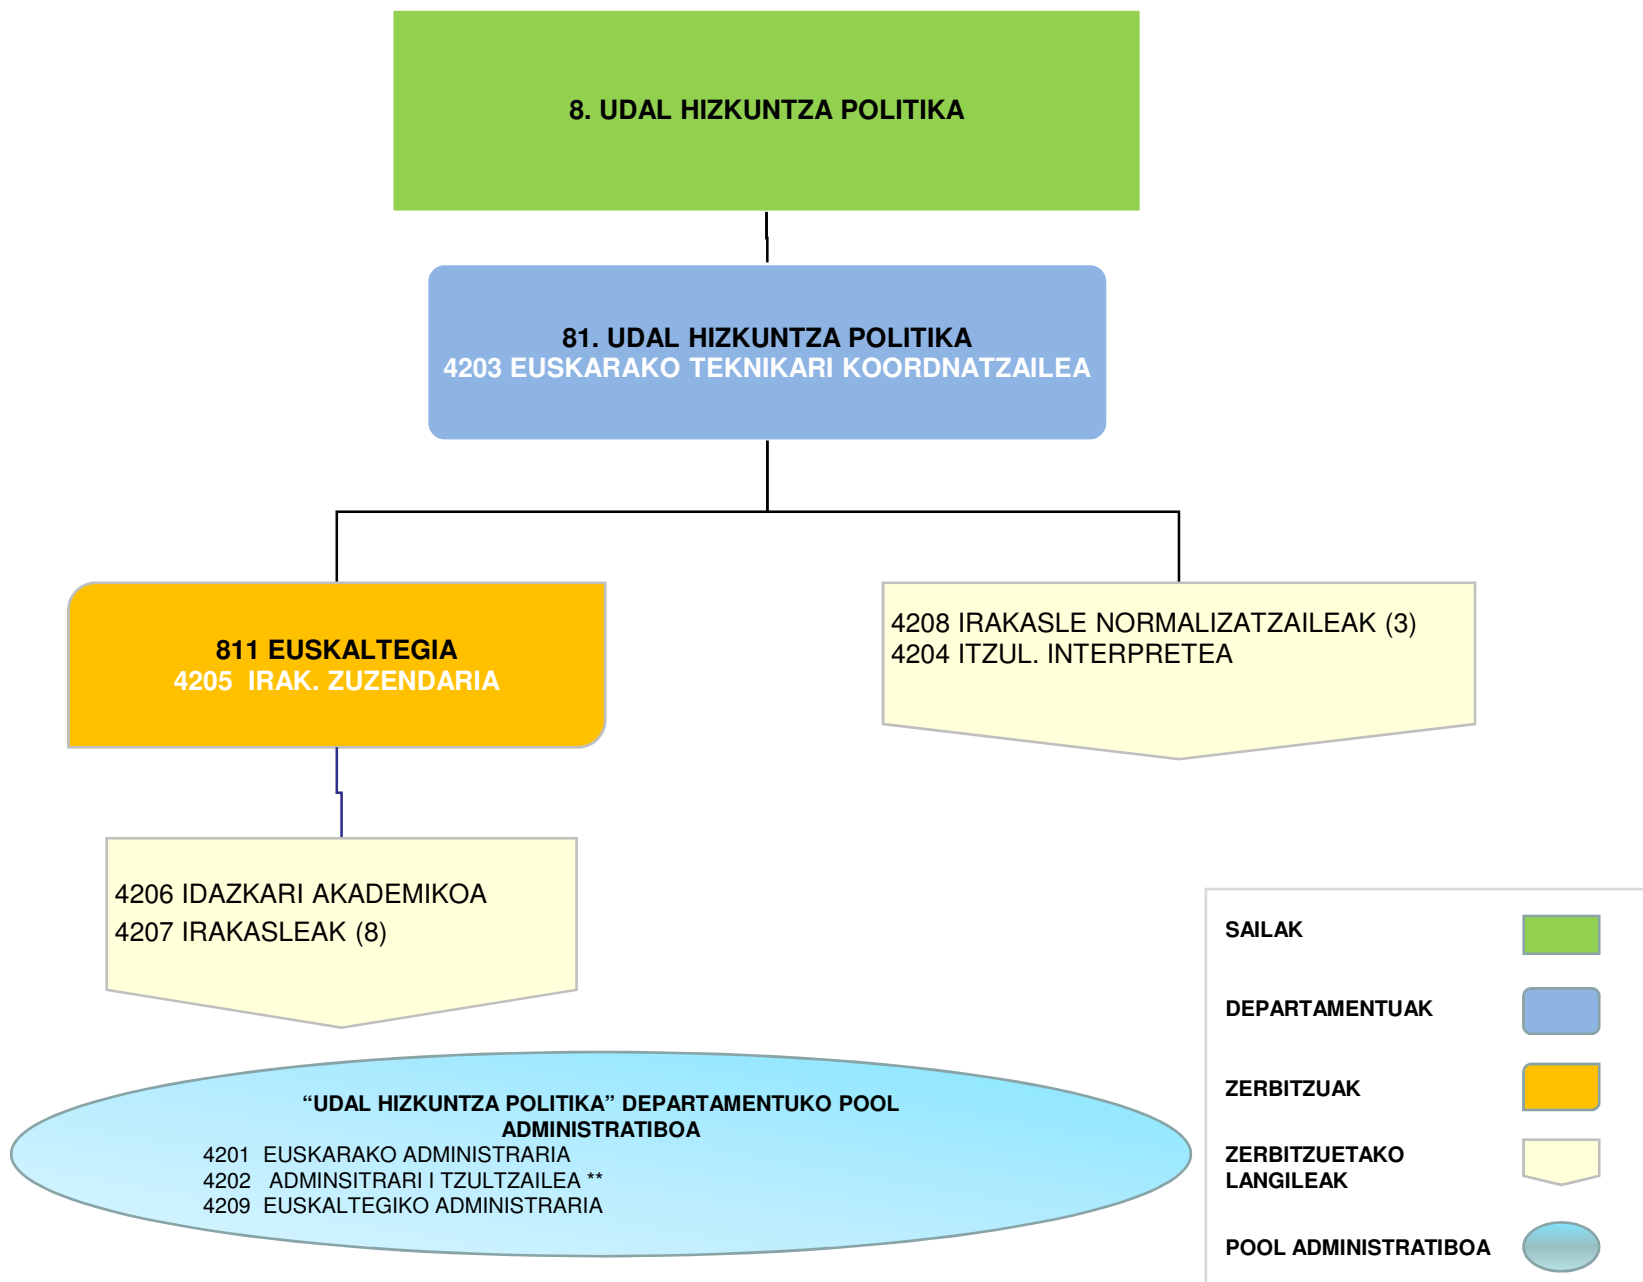 8. UDAL HIZKUNTZA POLITIKA
81. UDAL HIZKUNTZA POLITIKA
4203 EUSKARAKO TEKNIKARI KOORDNATZAILEA
811 EUSKALTEGIA
4205 IRAK. ZUZENDARIA
4208 IRAKASLE NORMALIZATZAILEAK (3)
4204 ITZUL. INTERPRETEA
4206 IDAZKARI AKADEMIKOA
4207 IRAKASLEAK (8)
“UDAL HIZKUNTZA POLITIKA” DEPARTAMENTUKO POOL
ADMINISTRATIBOA
4201 EUSKARAKO ADMINISTRARIA
4202 ADMINSITRARI I TZULTZAILEA **
4209 EUSKALTEGIKO ADMINISTRARIA
SAILAK
DEPARTAMENTUAK
ZERBITZUAK
ZERBITZUETAKO
LANGILEAK
POOL ADMINISTRATIBOA